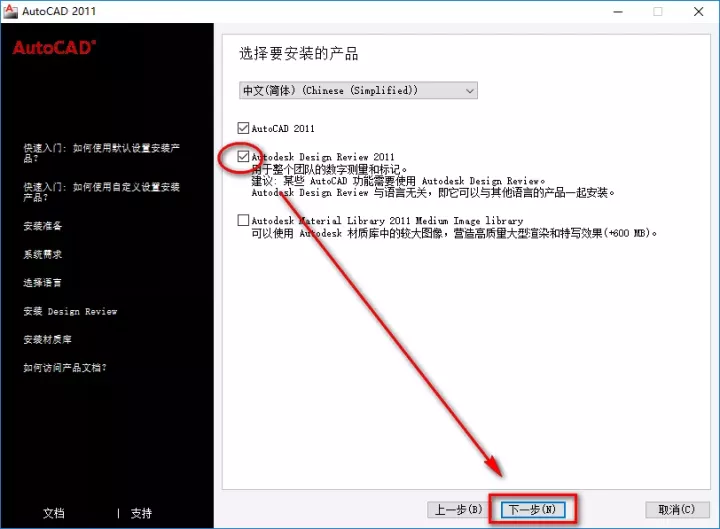 AutoCAD 2011
AutoCAD®
快速入门: 如何使用默认设置安装产
品?
快速入门: 如何使用自定义设置安装
产品?
安装准备
系统需求
选择语言
安装 Design Review
安装材质库
如何访问产品文档?
文档 | 支持
选择要安装的产品
中文(简体) (Chinese (Simplified))
AutoCAD 2011
Autodesk Design Review 2011
用于整个团队的数字测量和标记。
建议: 某些 AutoCAD 功能需要使用 Autodesk Design Review。
Autodesk Design Review 与语言无关，即它可以与其他语言的产品一起安装。
Autodesk Material Library 2011 Medium Image library
可以使用 Autodesk 材质库中的较大图像，营造高质量大型渲染和特写效果(+600 MB)。
上一步(B) 下一步(N) 取消(C)